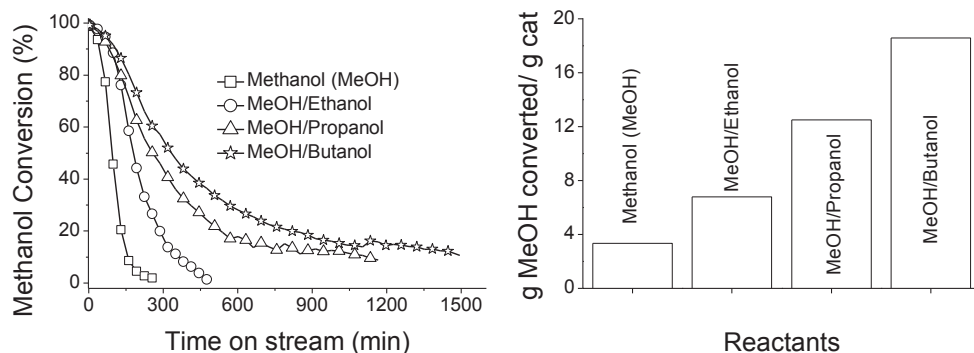 Methanol Conversion (%)
100
80
60
40
20
0
Methanol (MeOH)
MeOH/Ethanol
MeOH/Propanol
MeOH/Butanol
0 300 600 900 1200 1500
Time on stream (min)
g MeOH converted/ g cat
20
16
12
8
4
0
Methanol (MeOH)
MeOH/Ethanol
MeOH/Propanol
MeOH/Butanol
Reactants